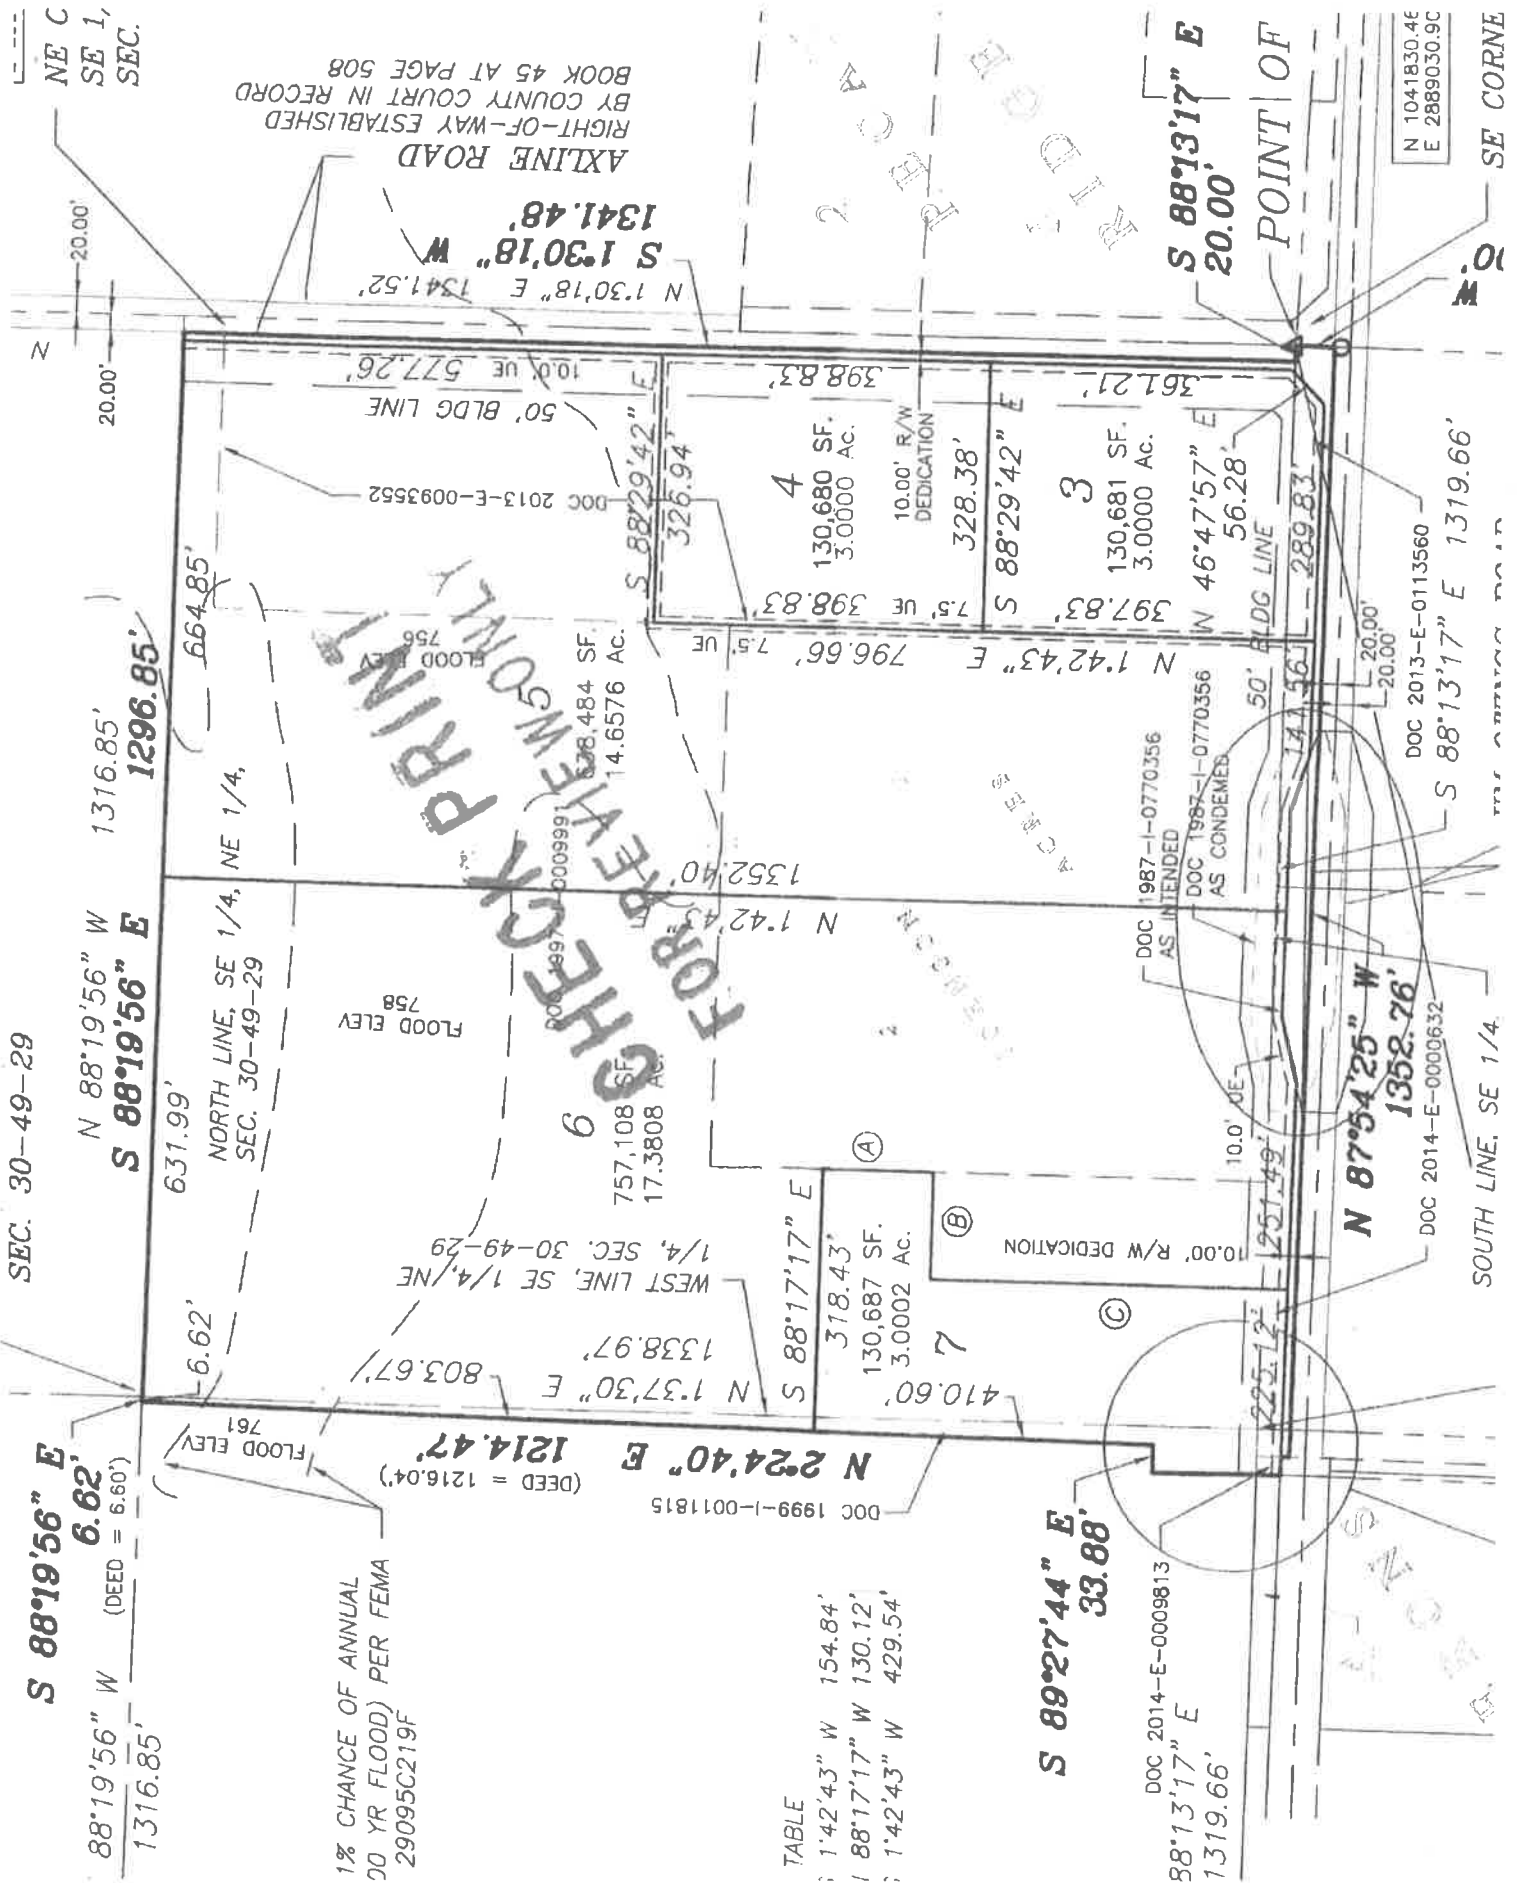 NE C
SE 1,
SEC.
AXLINE ROAD
RIGHT-OF-WAY ESTABLISHED
BY COUNTY COURT IN RECORD
BOOK 45 AT PAGE 508
20.00'
20.00'
N
S 1°30'18" W
1341.48'
N 1°30'18" E 1341.52'
S 88°13'17" E
20.00'
POINT OF
N 1041830.46
E 2889030.90
SE CORNE
W
SEC. 30-49-29
N 88°19'56" W 1316.85'
S 88°19'56" E 1296.85'
631.99'
664.85'
6.62'
NORTH LINE, SE 1/4, NE 1/4,
SEC. 30-49-29
S 88°19'56" E
6.62'
(DEED = 6.60')
88°19'56" W
1316.85'
FLOOD ELEV
761
FLOOD ELEV
758
FLOOD ELEV
756
1% CHANCE OF ANNUAL
00 YR FLOOD) PER FEMA
29095C219F
CHECK PRINT
FOR REVIEW ONLY
50' BLDG LINE
10.0' UE
577.26'
DOC 2013-E-0093552
S 88°29'42" E
326.94'
4
130,680 SF.
3.0000 Ac.
398.83'
398.83'
10.00' R/W
DEDICATION
328.38'
S 88°29'42" E
7.5' UE
7.5' UE
3
130,681 SF.
3.0000 Ac.
361.21'
397.83'
W 46°47'57" E
56.28'
50' BLDG LINE
289.83'
N 1°42'43" E 796.66'
638,484 SF.
14.6576 Ac.
N 1°42'43"
1352.40'
6
757,108 SF.
17.3808 AC.
WEST LINE, SE 1/4, NE
1/4, SEC. 30-49-29
N 1°37'30" E
1338.97'
803.67'
N 2°24'40" E 1214.47'
(DEED = 1216.04')
DOC 1999-I-0011815
S 88°17'17" E
318.43'
130,687 SF.
3.0002 Ac.
7
410.60'
A
B
C
10.00' R/W DEDICATION
10.0' UE
251.49'
225.12'
DOC 1987-I-0770356
AS INTENDED
DOC 1987-I-0770356
AS CONDEMED
20.00'
20.00'
DOC 2013-E-0113560
S 88°13'17" E 1319.66'
N 87°54'25" W
1352.76'
DOC 2014-E-0000632
SOUTH LINE, SE 1/4
S 89°27'44" E
33.88'
DOC 2014-E-0009813
88°13'17" E
1319.66'
TABLE
1°42'43" W 154.84'
88°17'17" W 130.12'
1°42'43" W 429.54'
2
ACRES
2